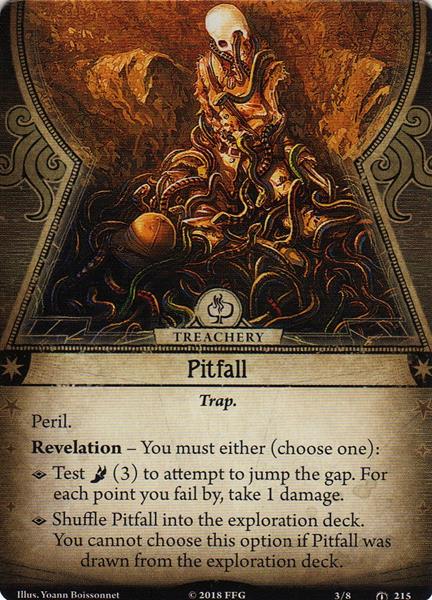 TREACHERY
Pitfall
Trap.
Peril.
Revelation – You must either (choose one):
Test (3) to attempt to jump the gap. For
each point you fail by, take 1 damage.
Shuffle Pitfall into the exploration deck.
You cannot choose this option if Pitfall was
drawn from the exploration deck.
Illus. Yoann Boissonnet © 2018 FFG 3/8 215